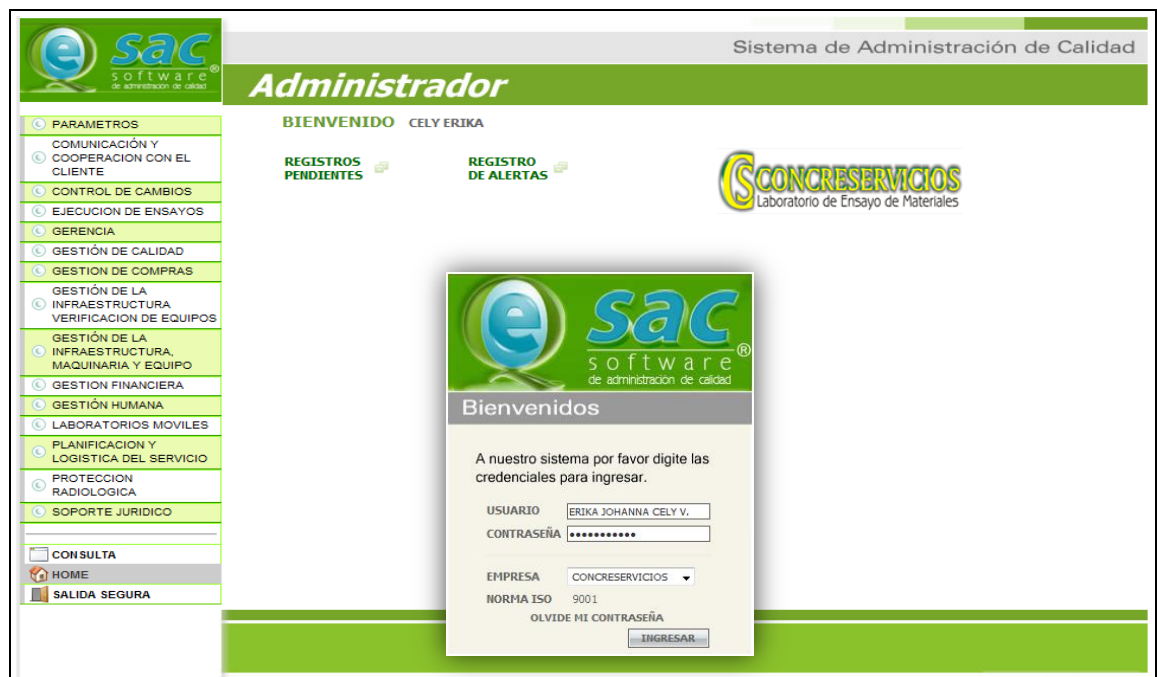 e sac
software®
de administración de calidad
Sistema de Administración de Calidad
Administrador
PARAMETROS
COMUNICACIÓN Y
COOPERACION CON EL
CLIENTE
CONTROL DE CAMBIOS
EJECUCION DE ENSAYOS
GERENCIA
GESTIÓN DE CALIDAD
GESTION DE COMPRAS
GESTIÓN DE LA
INFRAESTRUCTURA
VERIFICACION DE EQUIPOS
GESTIÓN DE LA
INFRAESTRUCTURA,
MAQUINARIA Y EQUIPO
GESTION FINANCIERA
GESTIÓN HUMANA
LABORATORIOS MOVILES
PLANIFICACION Y
LOGISTICA DEL SERVICIO
PROTECCION
RADIOLOGICA
SOPORTE JURIDICO
CONSULTA
HOME
SALIDA SEGURA
BIENVENIDO CELY ERIKA
REGISTROS
PENDIENTES
REGISTRO
DE ALERTAS
CS CONCRESERVICIOS
Laboratorio de Ensayo de Materiales
e sac
software®
de administración de calidad
Bienvenidos
A nuestro sistema por favor digite las
credenciales para ingresar.
USUARIO ERIKA JOHANNA CELY V.
CONTRASEÑA •••••••••••
EMPRESA CONCRESERVICIOS
NORMA ISO 9001
OLVIDE MI CONTRASEÑA
INGRESAR